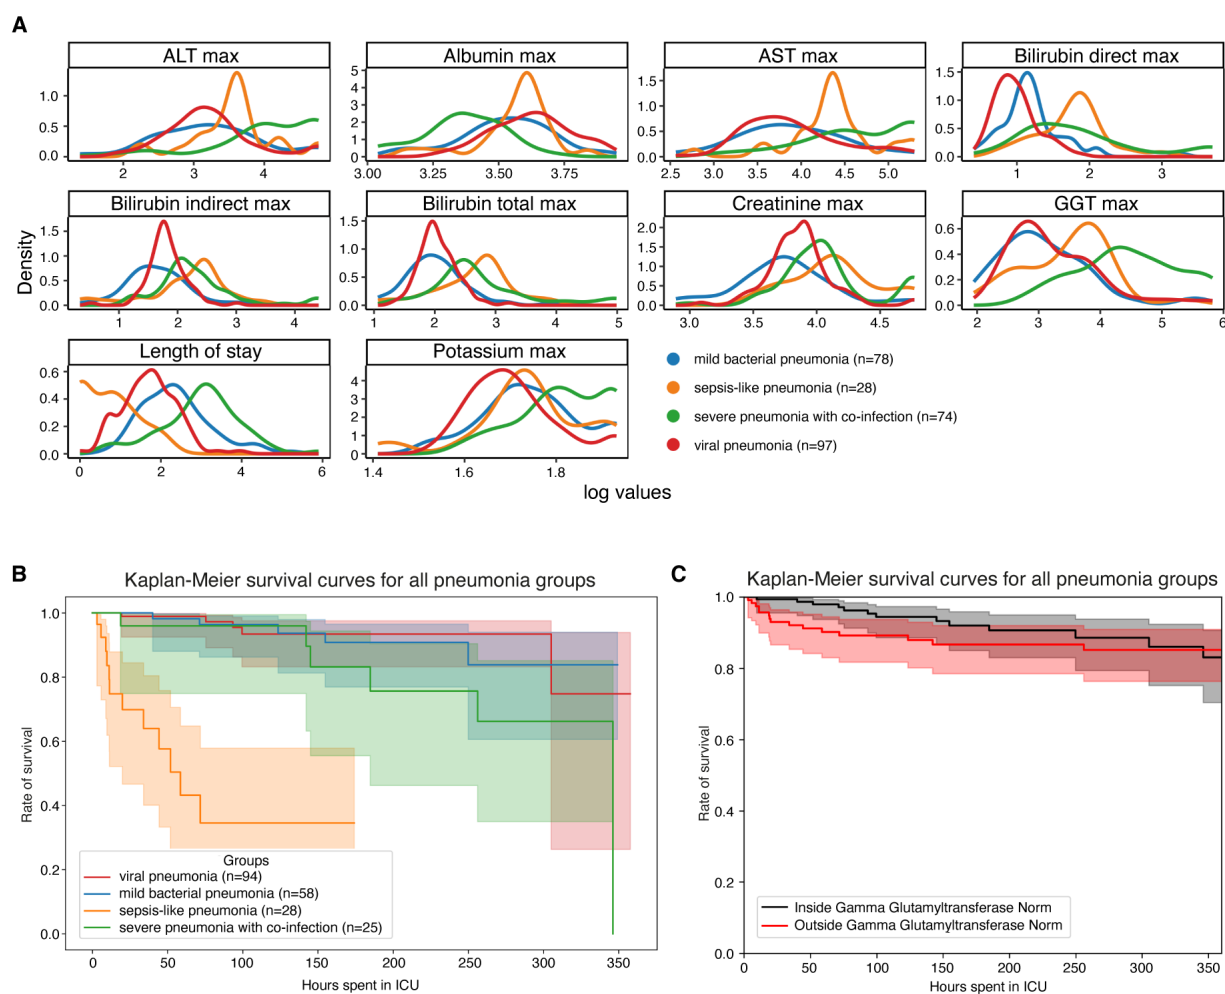 A
ALT max
Albumin max
AST max
Bilirubin direct max
1.0
0.5
0.0
2 3 4
5
4
3
2
1
0
3.00 3.25 3.50 3.75
1.5
1.0
0.5
0.0
2.5 3.0 3.5 4.0 4.5 5.0
1.5
1.0
0.5
0.0
1 2 3
Bilirubin indirect max
Bilirubin total max
Creatinine max
GGT max
Density
1.5
1.0
0.5
0.0
1 2 3 4
1.5
1.0
0.5
0.0
1 2 3 4 5
2.0
1.5
1.0
0.5
0.0
3.0 3.5 4.0 4.5
0.6
0.4
0.2
0.0
2 3 4 5 6
Length of stay
Potassium max
0.6
0.4
0.2
0.0
0 2 4 6
4
3
2
1
0
1.4 1.6 1.8
mild bacterial pneumonia (n=78)
sepsis-like pneumonia (n=28)
severe pneumonia with co-infection (n=74)
viral pneumonia (n=97)
log values
B
Kaplan-Meier survival curves for all pneumonia groups
Rate of survival
1.0
0.8
0.6
0.4
0.2
0.0
Groups
viral pneumonia (n=94)
mild bacterial pneumonia (n=58)
sepsis-like pneumonia (n=28)
severe pneumonia with co-infection (n=25)
0 50 100 150 200 250 300 350
Hours spent in ICU
C
Kaplan-Meier survival curves for all pneumonia groups
Rate of survival
1.0
0.8
0.6
0.4
0.2
0.0
Inside Gamma Glutamyltransferase Norm
Outside Gamma Glutamyltransferase Norm
0 50 100 150 200 250 300 350
Hours spent in ICU